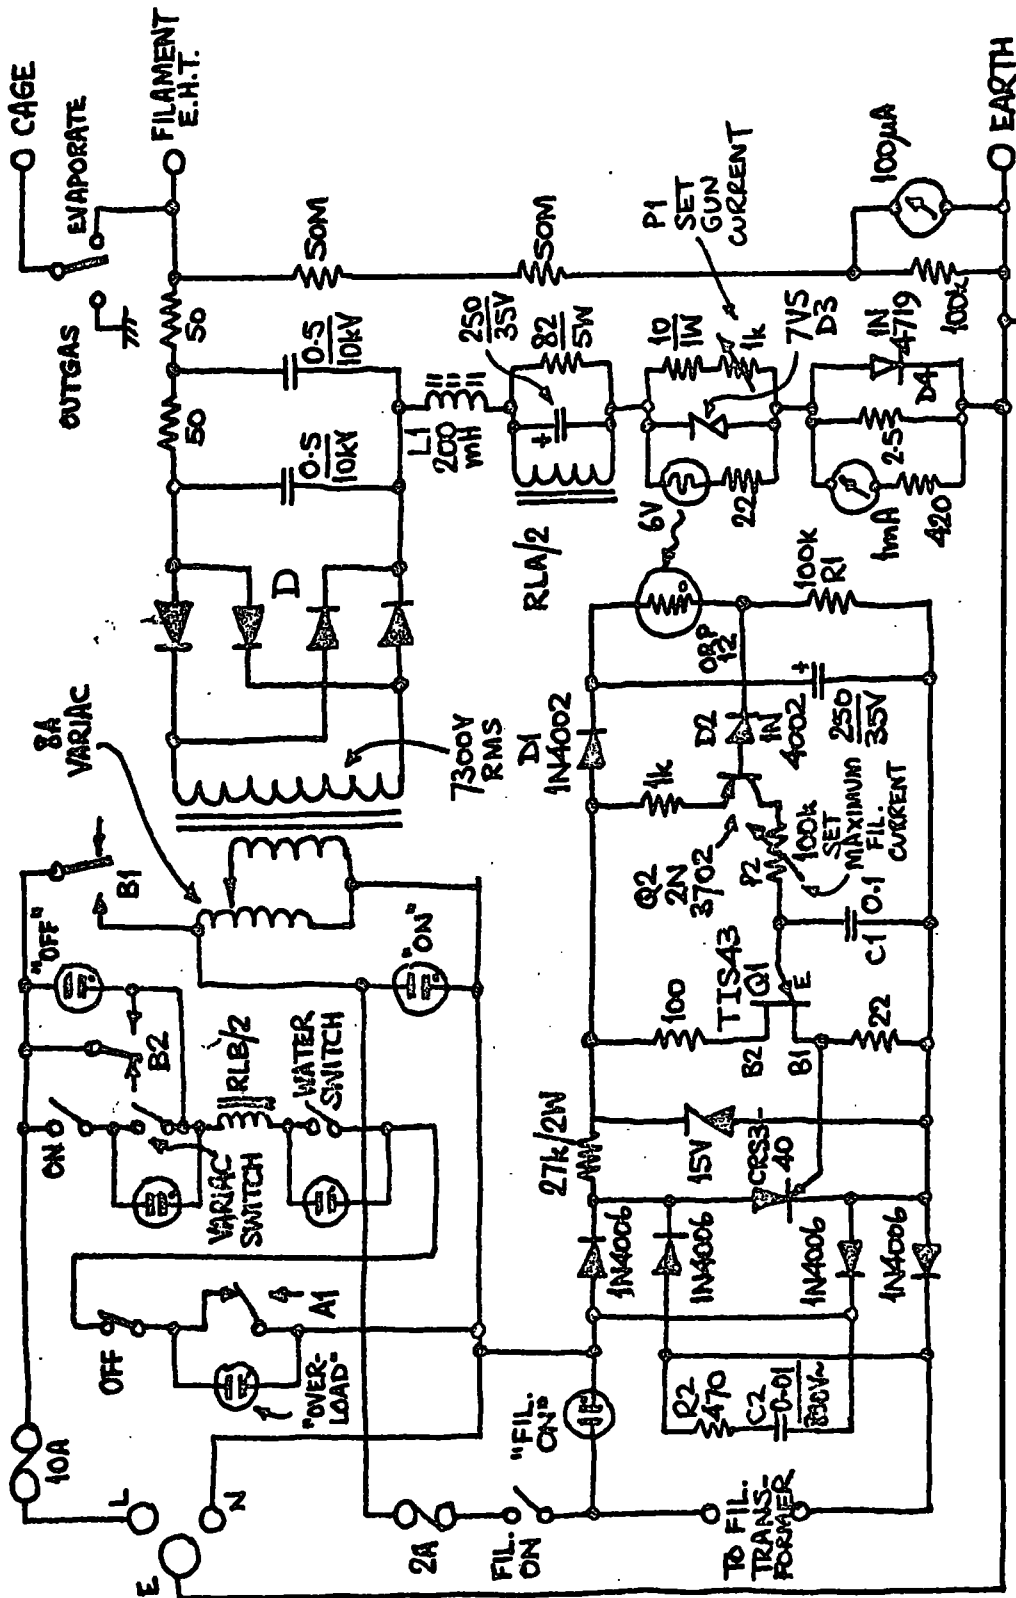 CAGE
EVAPORATE
OUTGAS
FILAMENT
E.H.T.
50
50
0.5
10kV
0.5
10kV
50M
50M
L1
200
mH
250
35V
82
5W
RLA/2
6V
22
10
1W
1k
P1
SET
GUN
CURRENT
7V5
D3
1mA
420
2.5
1N
4719
D4
100k
100µA
EARTH
8A
VARIAC
D
7300V
RMS
"OFF"
B1
B2
"ON"
ON
RLB/2
VARIAC
SWITCH
WATER
SWITCH
10A
OFF
A1
"OVER-
LOAD"
L
E
N
2A
FIL.
ON
"FIL.
ON"
TO FIL.
TRANS-
FORMER
R2
470
C2
0.01
1N4006
1N4006
1N4006
1N4006
27k/2W
15V
CRS3-
40
100
TIS43
Q1
B2
B1
E
22
C1
0.1
P2
100k
SET
MAXIMUM
FIL.
CURRENT
Q2
2N
3702
1k
D1
1N4002
D2
1N
4002
250
35V
ORP
12
100k
R1